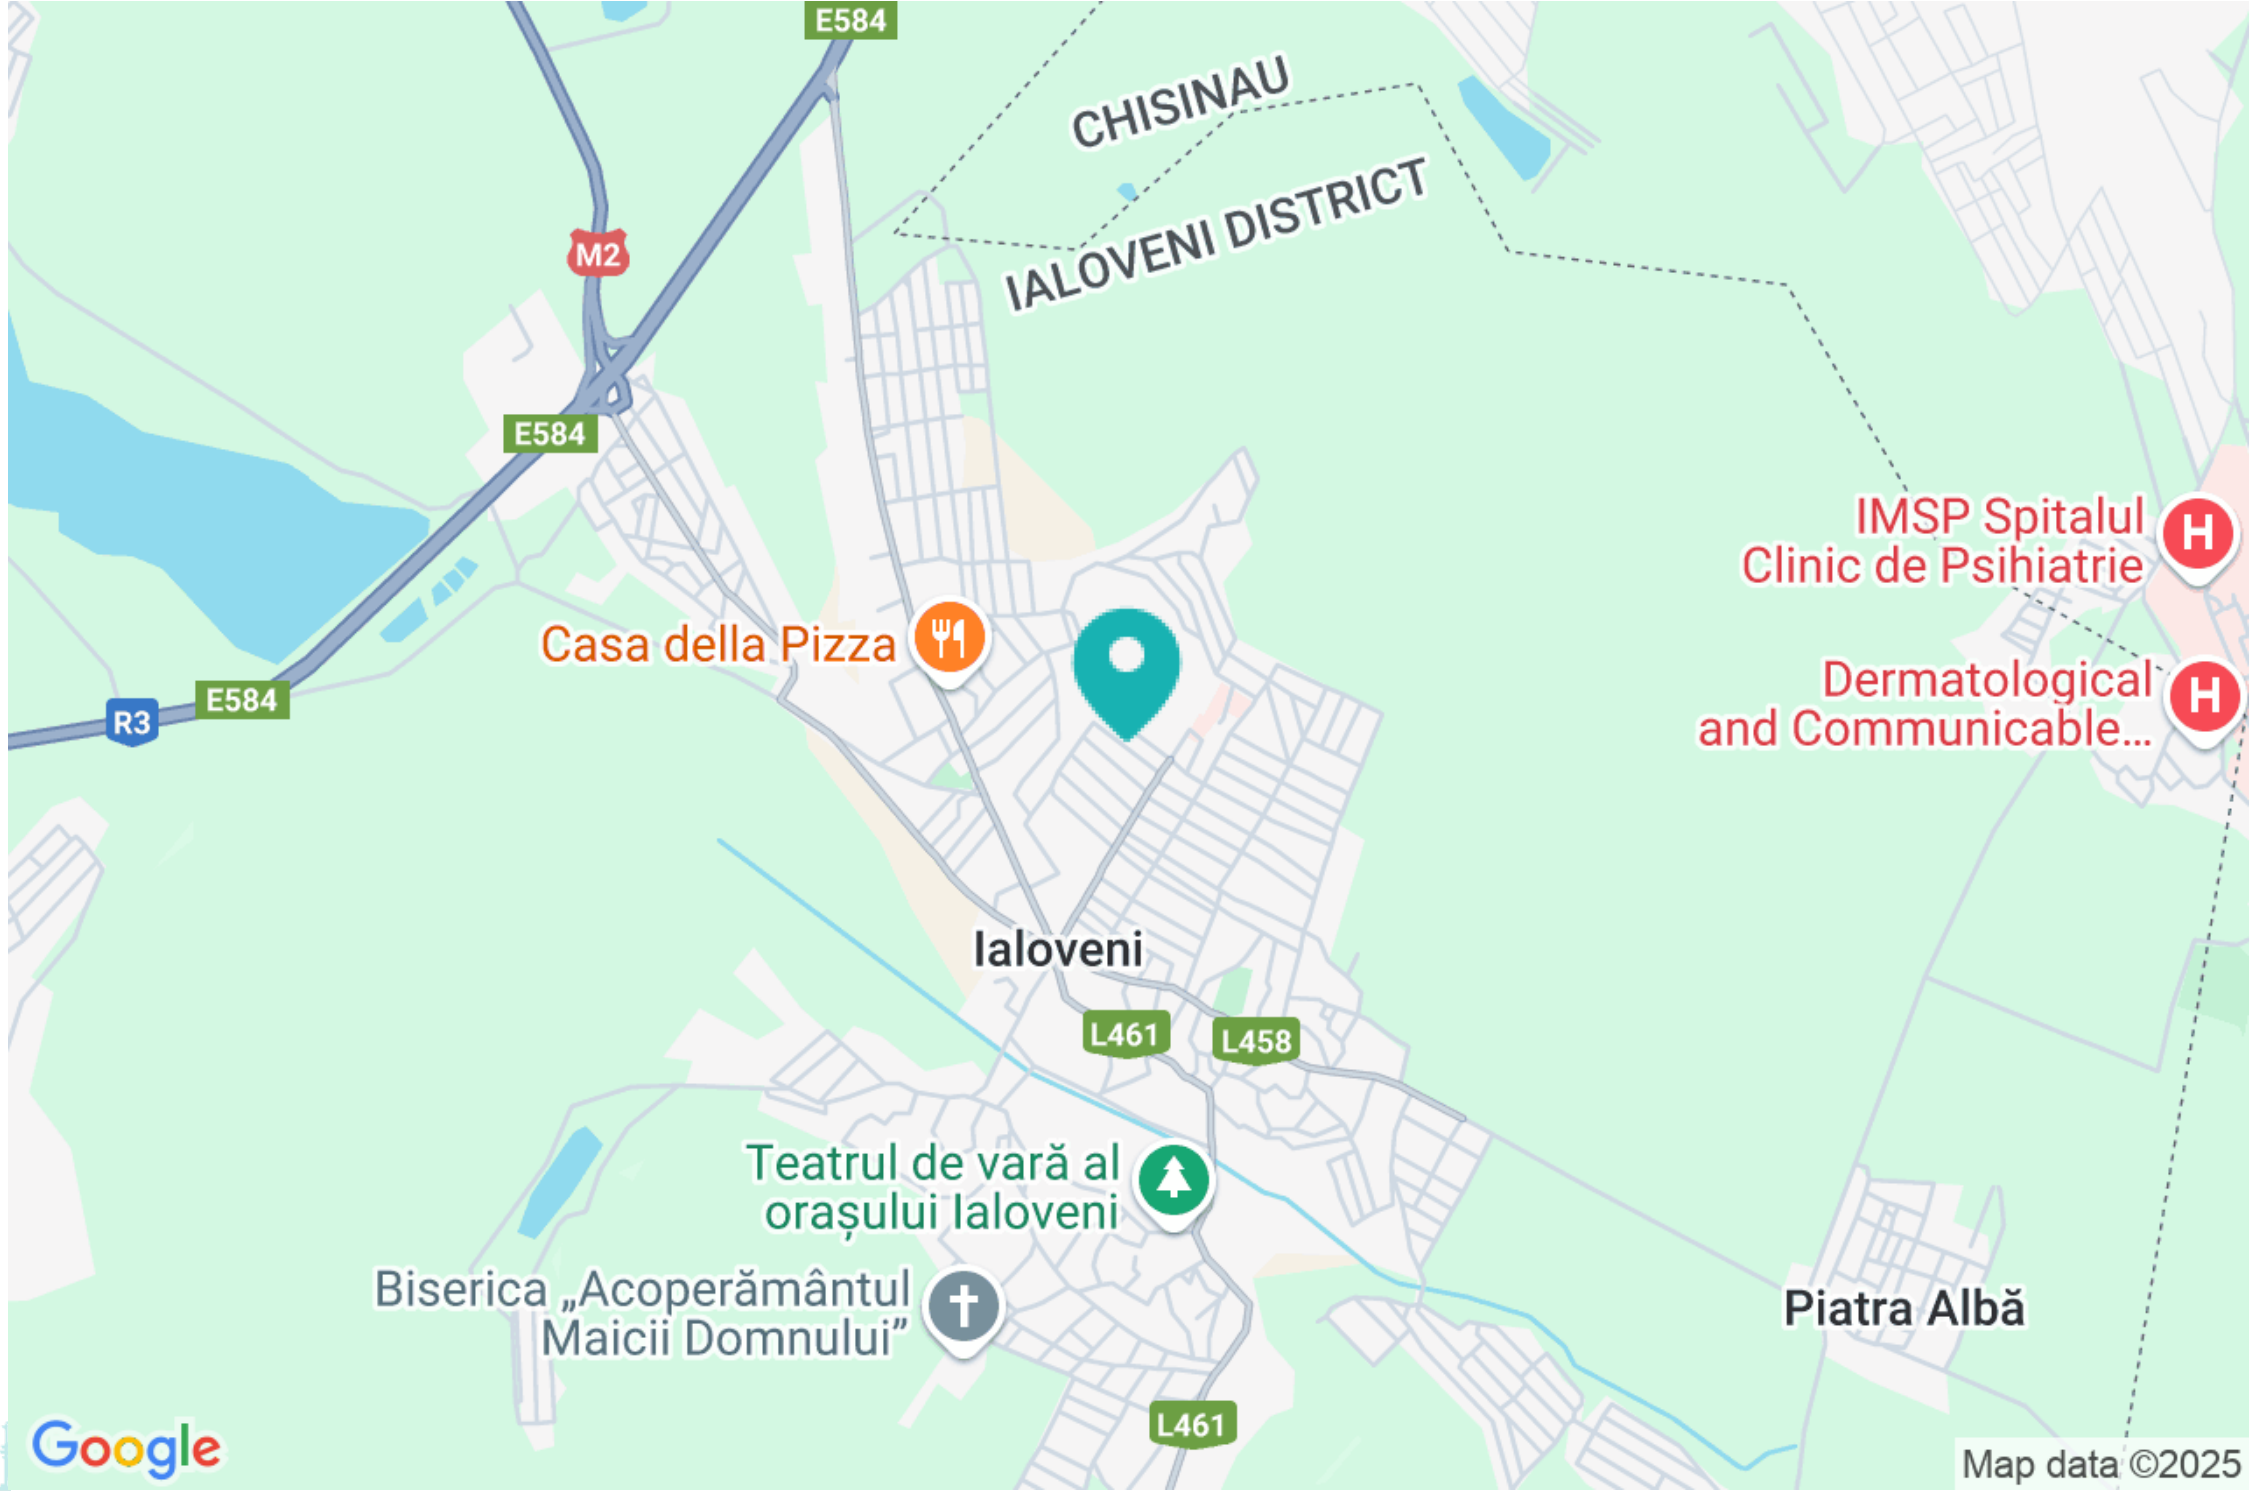 E584
CHISINAU
IALOVENI DISTRICT
M2
E584
IMSP Spitalul
Clinic de Psihiatrie
H
Casa della Pizza
E584
R3
Dermatological
and Communicable...
H
Ialoveni
L461
L458
Teatrul de vară al
orașului Ialoveni
Biserica „Acoperământul
Maicii Domnului”
Piatra Albă
L461
Google
Map data ©2025